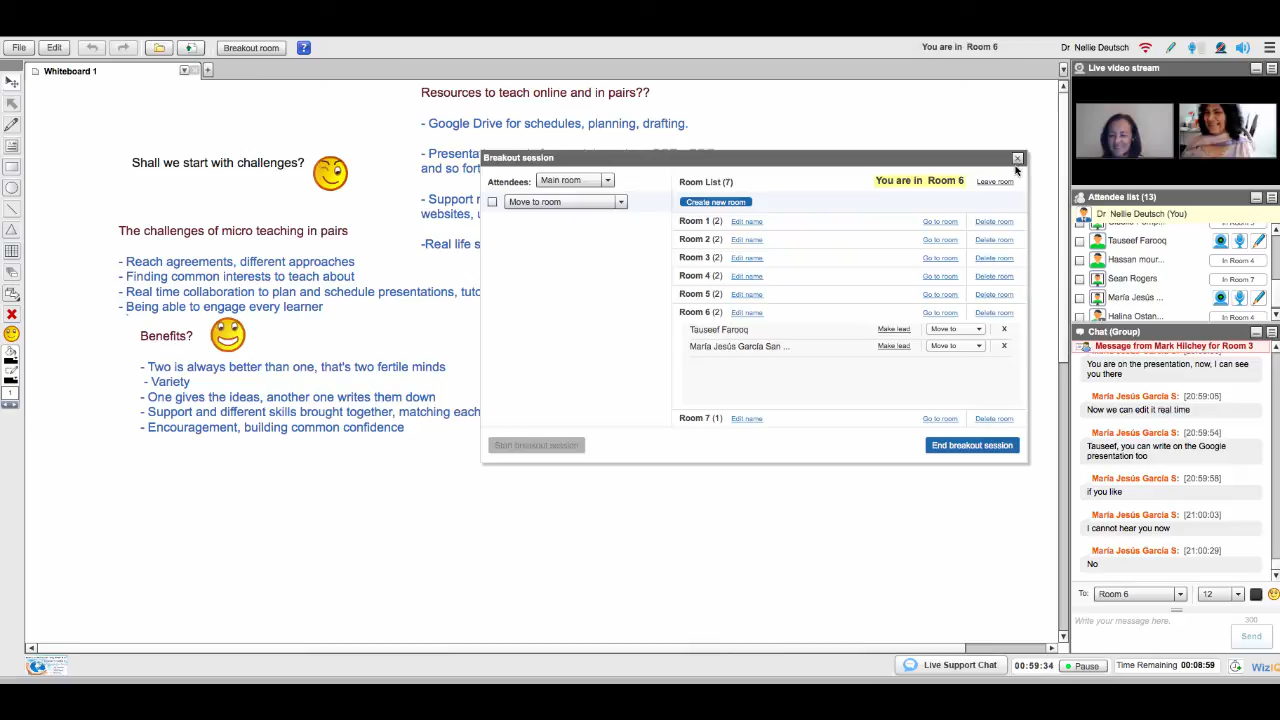 File
Edit
Breakout room
?
You are in Room 6
Dr Nellie Deutsch
Whiteboard 1
+
Live video stream
Resources to teach online and in pairs??
- Google Drive for schedules, planning, drafting.
- Presentat
and so fort
- Support r
websites, u
-Real life s
Shall we start with challenges?
The challenges of micro teaching in pairs
- Reach agreements, different approaches
- Finding common interests to teach about
- Real time collaboration to plan and schedule presentations, tuto
- Being able to engage every learner
Benefits?
- Two is always better than one, that's two fertile minds
- Variety
- One gives the ideas, another one writes them down
- Support and different skills brought together, matching each
- Encouragement, building common confidence
Breakout session
Attendees: Main room
Move to room
Room List (7)
You are in Room 6
Leave room
Create new room
Room 1 (2) Edit name Go to room Delete room
Room 2 (2) Edit name Go to room Delete room
Room 3 (2) Edit name Go to room Delete room
Room 4 (2) Edit name Go to room Delete room
Room 5 (2) Edit name Go to room Delete room
Room 6 (2) Edit name Go to room Delete room
Tauseef Farooq Make lead Move to X
María Jesús García San ... Make lead Move to X
Room 7 (1) Edit name Go to room Delete room
Start breakout session
End breakout session
Attendee list (13)
Dr Nellie Deutsch (You)
Tauseef Farooq
Hassan mour... In Room 4
Sean Rogers In Room 7
María Jesús ...
Halina Ostan... In Room 4
Chat (Group)
Message from Mark Hilchey for Room 3
You are on the presentation, now, I can see
you there
María Jesús García S: [20:59:05]
Now we can edit it real time
María Jesús García S: [20:59:54]
Tauseef, you can write on the Google
presentation too
María Jesús García S: [20:59:58]
if you like
María Jesús García S: [21:00:03]
I cannot hear you now
María Jesús García S: [21:00:29]
No
To: Room 6
12
Write your message here.
300
Send
1
Live Support Chat
00:59:34
Pause
Time Remaining 00:08:59
WizIQ